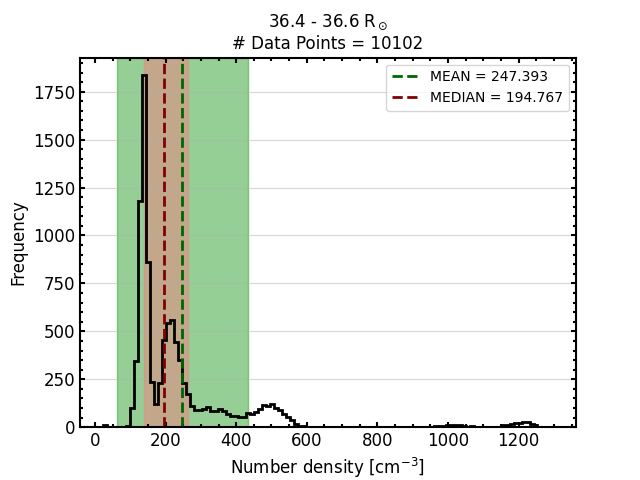 36.4 - 36.6 R⊙
# Data Points = 10102
MEAN = 247.393
MEDIAN = 194.767
1750
1500
1250
1000
750
500
250
0
Frequency
0 200 400 600 800 1000 1200
Number density [cm⁻³]